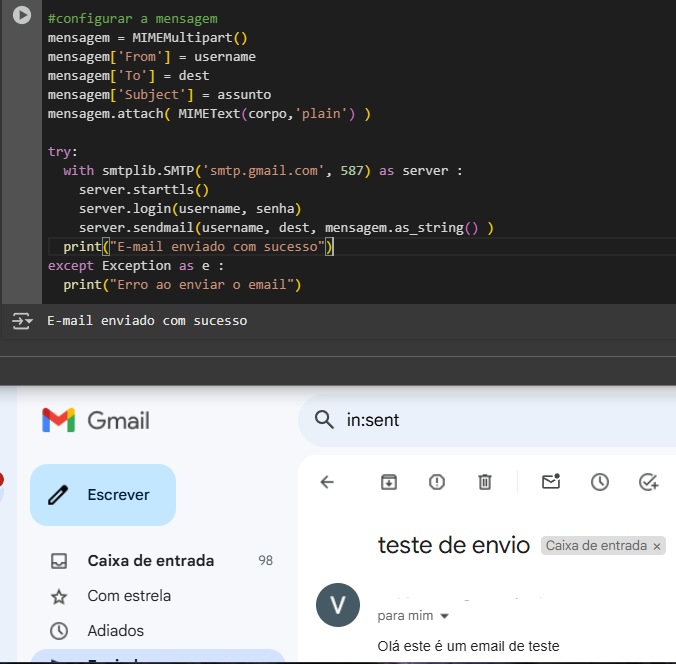 #configurar a mensagem
mensagem = MIMEMultipart()
mensagem['From'] = username
mensagem['To'] = dest
mensagem['Subject'] = assunto
mensagem.attach( MIMEText(corpo,'plain') )
try:
with smtplib.SMTP('smtp.gmail.com', 587) as server :
server.starttls()
server.login(username, senha)
server.sendmail(username, dest, mensagem.as_string() )
print("E-mail enviado com sucesso")
except Exception as e :
print("Erro ao enviar o email")
E-mail enviado com sucesso
Gmail
in:sent
Escrever
teste de envio Caixa de entrada ×
Caixa de entrada 98
Com estrela
V
para mim
Adiados
Olá este é um email de teste